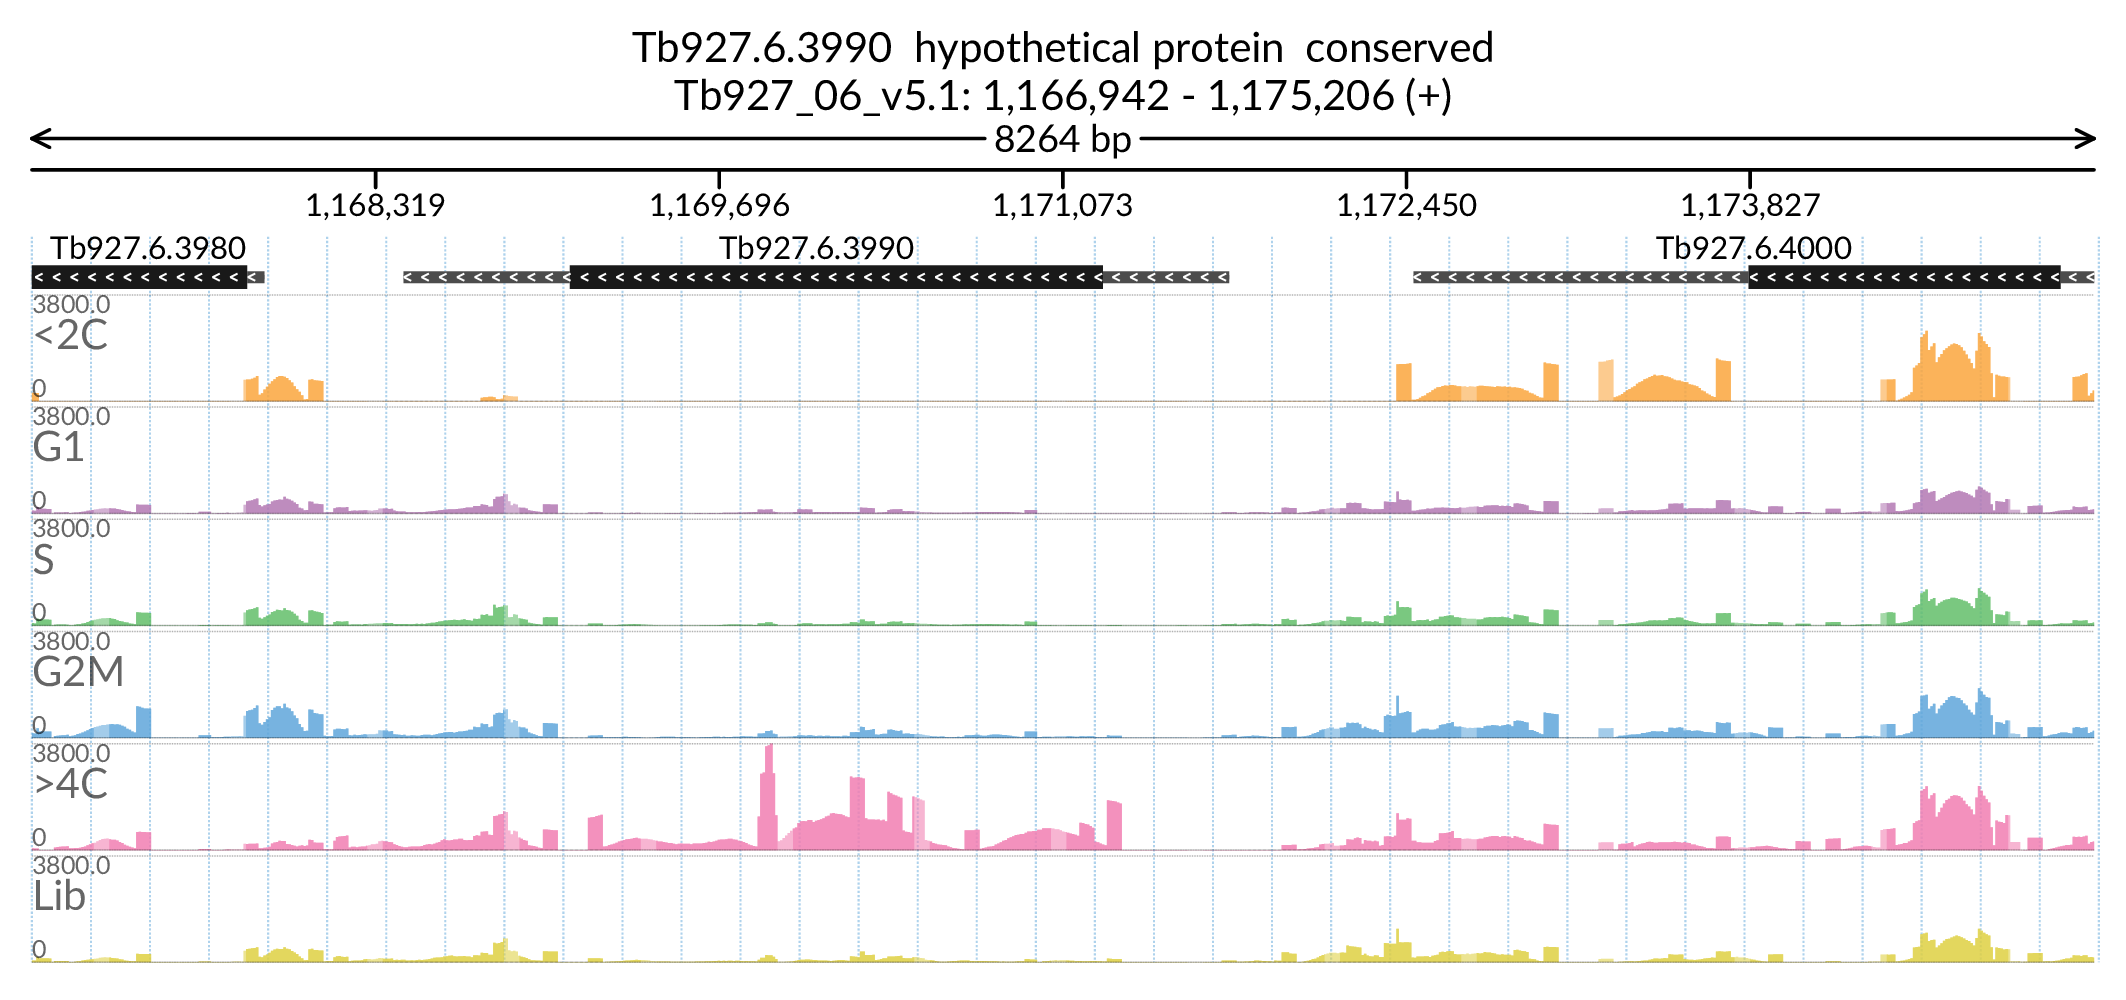 Tb927.6.3990  hypothetical protein  conserved
Tb927_06_v5.1: 1,166,942 - 1,175,206 (+)
8264 bp
1,168,319 1,169,696 1,171,073 1,172,450 1,173,827
Tb927.6.3980 Tb927.6.3990 Tb927.6.4000
3800.0
<2C
0
3800.0
G1
0
3800.0
S
0
3800.0
G2M
0
3800.0
>4C
0
3800.0
Lib
0